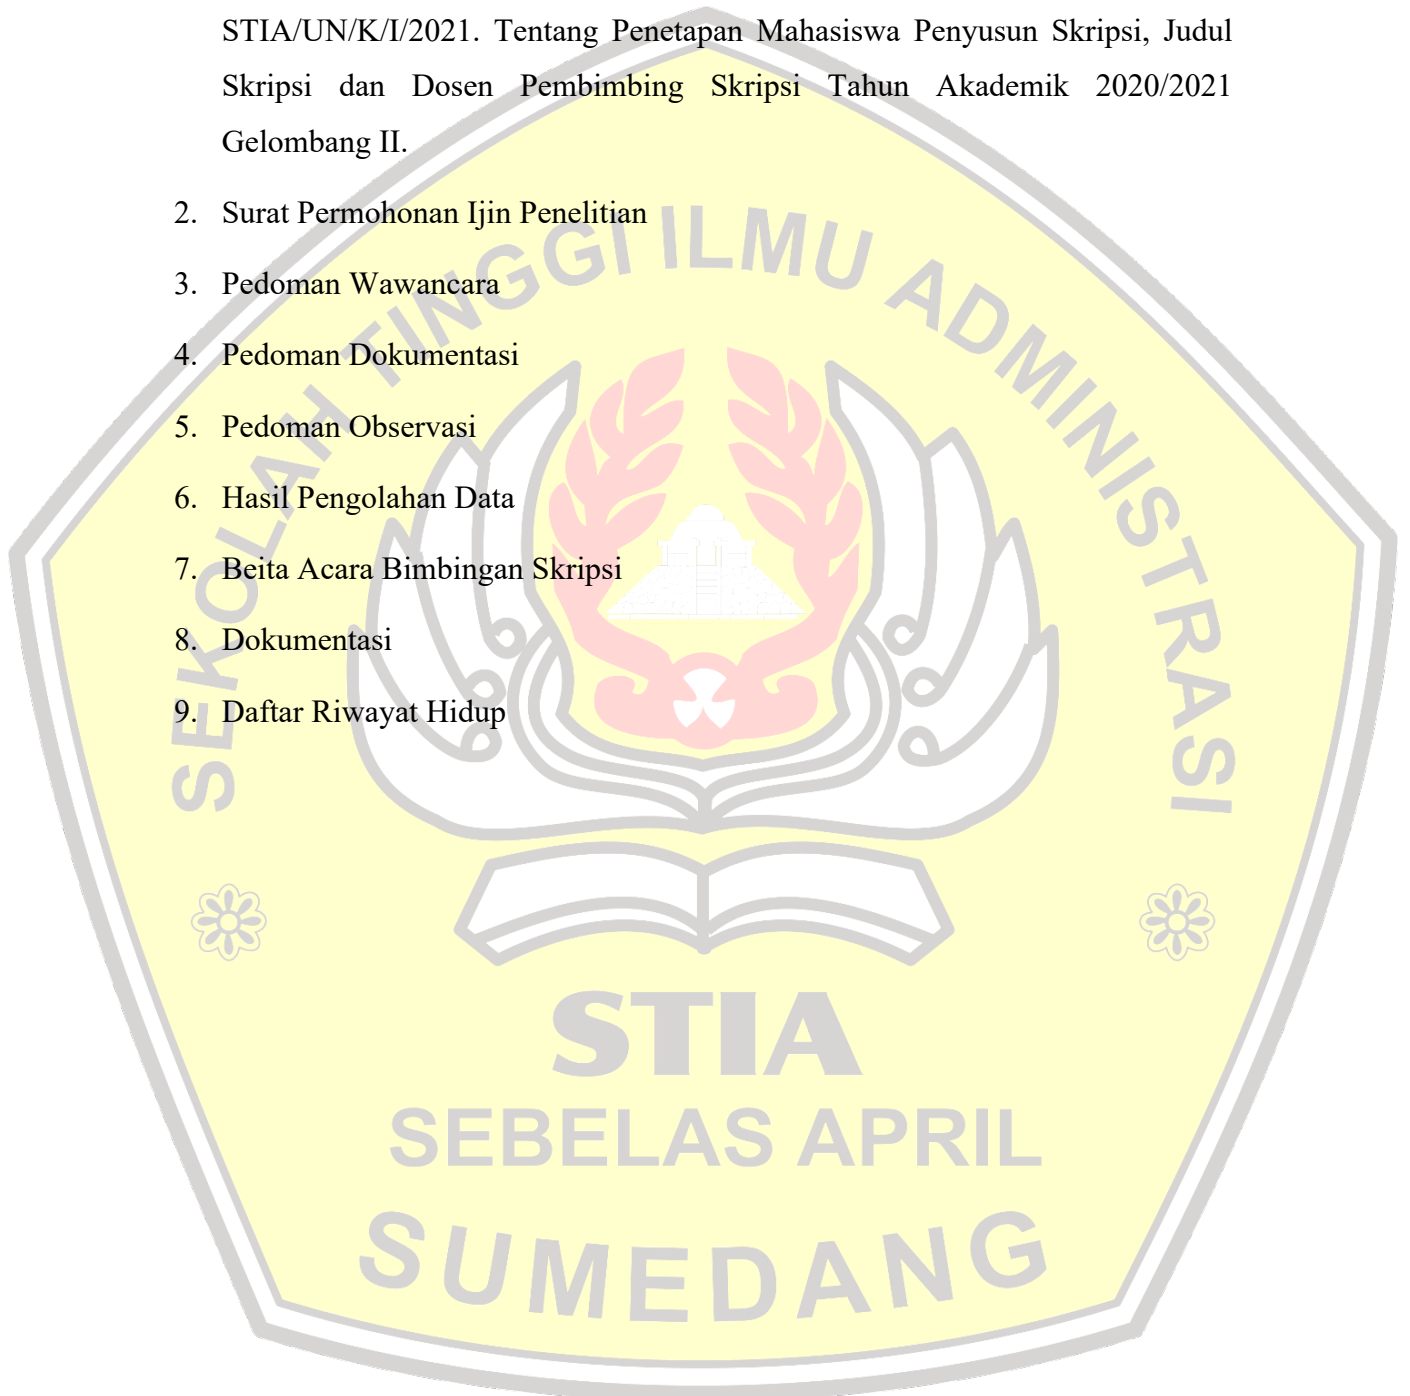 STIA/UN/K/I/2021. Tentang Penetapan Mahasiswa Penyusun Skripsi, Judul
Skripsi dan Dosen Pembimbing Skripsi Tahun Akademik 2020/2021
Gelombang II.
2. Surat Permohonan Ijin Penelitian
3. Pedoman Wawancara
4. Pedoman Dokumentasi
5. Pedoman Observasi
6. Hasil Pengolahan Data
7. Beita Acara Bimbingan Skripsi
8. Dokumentasi
9. Daftar Riwayat Hidup
SEKOLAH TINGGI ILMU ADMINISTRASI
STIA
SEBELAS APRIL
SUMEDANG